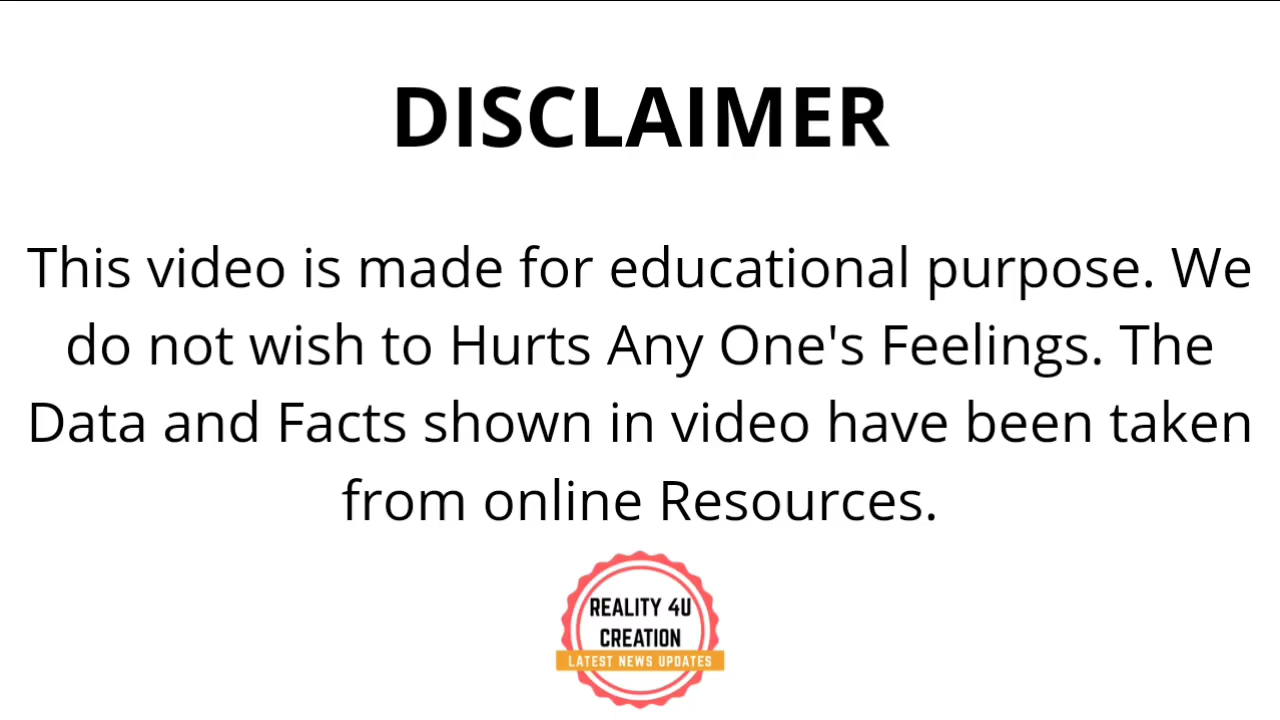 DISCLAIMER
This video is made for educational purpose. We
do not wish to Hurts Any One's Feelings. The
Data and Facts shown in video have been taken
from online Resources.
REALITY 4U
CREATION
LATEST NEWS UPDATES